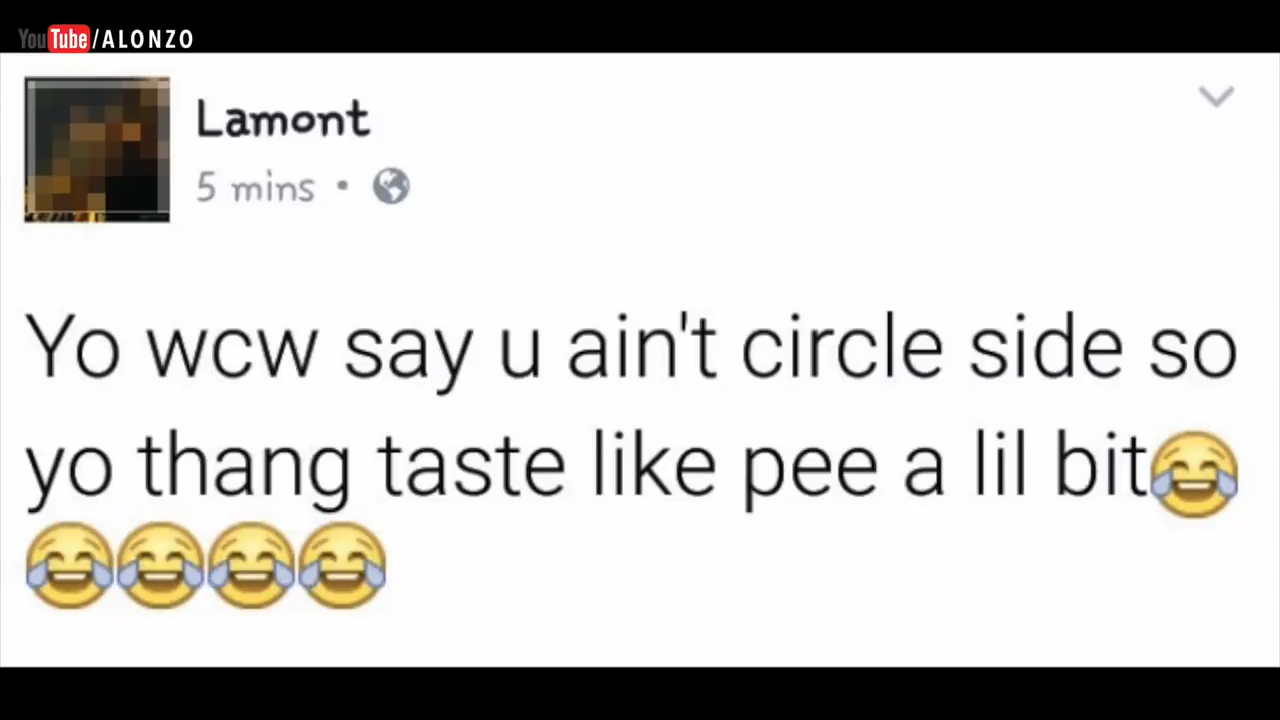 YouTube/ALONZO
Lamont
5 mins •
Yo wcw say u ain't circle side so
yo thang taste like pee a lil bit😂
😂😂😂😂